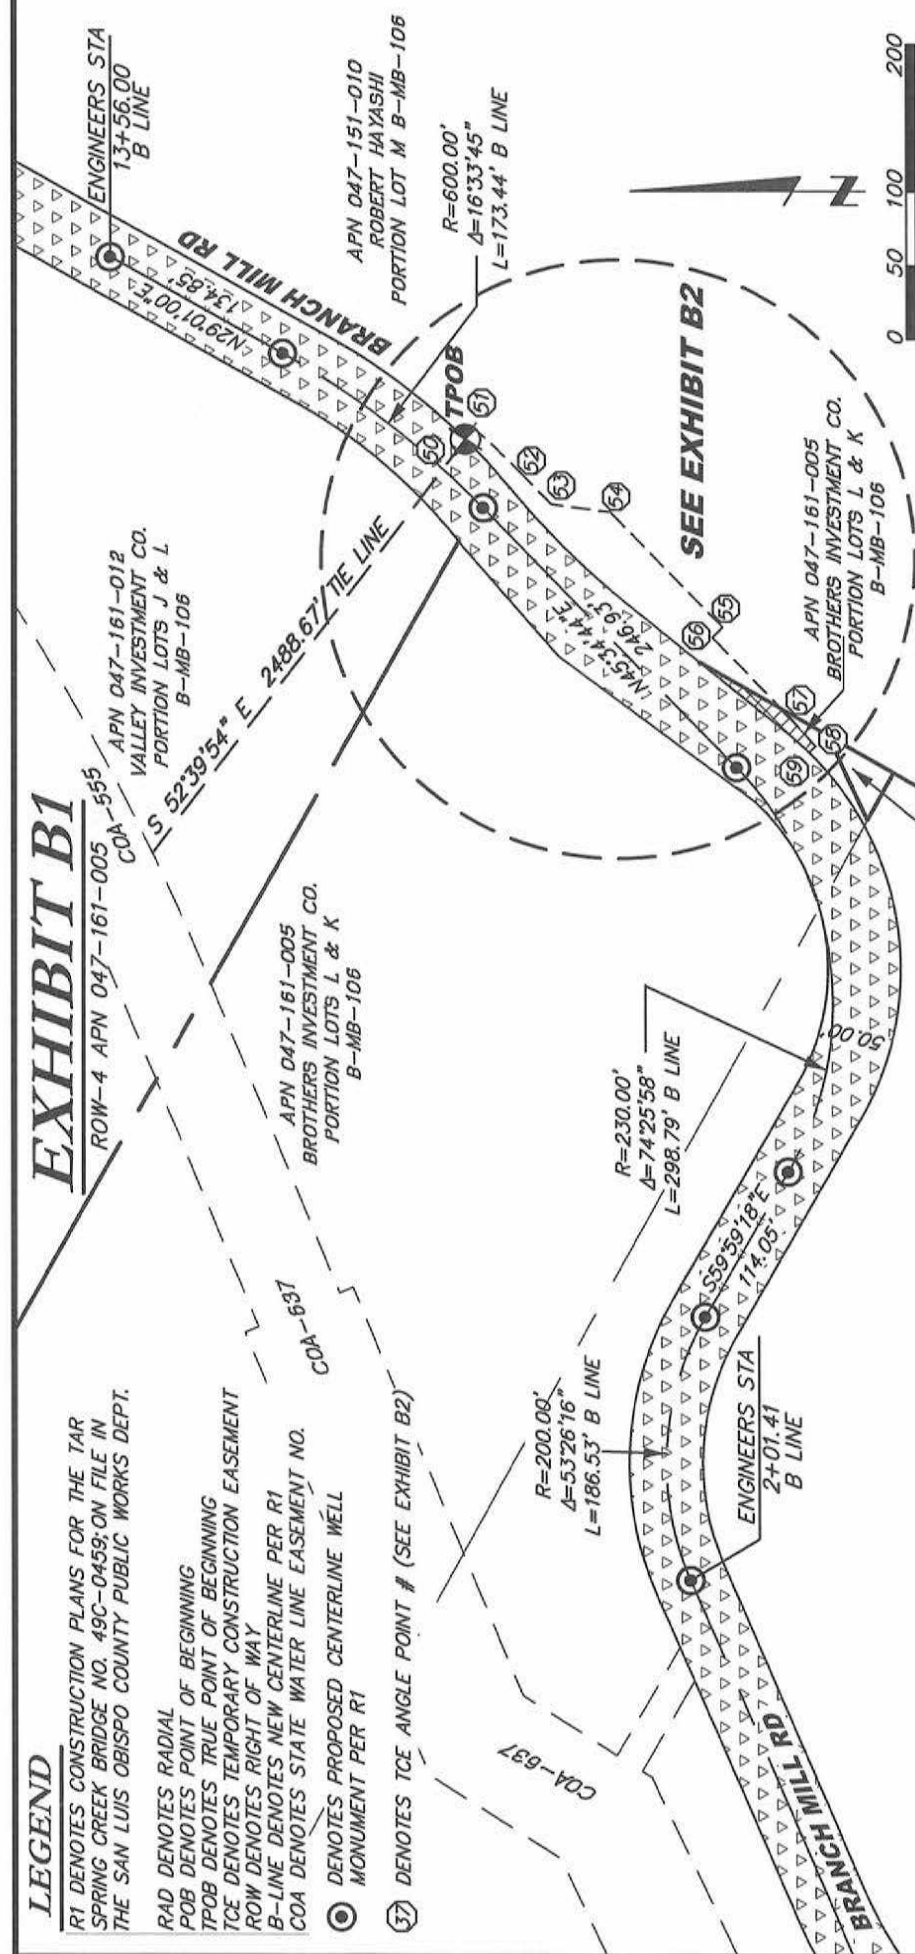 EXHIBIT B1
ROW-4 APN 047-161-005
LEGEND
R1 DENOTES CONSTRUCTION PLANS FOR THE TAR
SPRING CREEK BRIDGE NO. 49C-0459; ON FILE IN
THE SAN LUIS OBISPO COUNTY PUBLIC WORKS DEPT.
RAD DENOTES RADIAL
POB DENOTES POINT OF BEGINNING
TPOB DENOTES TRUE POINT OF BEGINNING
TCE DENOTES TEMPORARY CONSTRUCTION EASEMENT
ROW DENOTES RIGHT OF WAY
B-LINE DENOTES NEW CENTERLINE PER R1
COA DENOTES STATE WATER LINE EASEMENT NO.
DENOTES PROPOSED CENTERLINE WELL
MONUMENT PER R1
37 DENOTES TCE ANGLE POINT # (SEE EXHIBIT B2)
COA-555
APN 047-161-012
VALLEY INVESTMENT CO.
PORTION LOTS J & L
B-MB-106
S 52°39'54" E 2488.67' TIE LINE
ENGINEERS STA
13+56.00
B LINE
N29°01'00"E
134.85'
BRANCH MILL RD
APN 047-151-010
ROBERT HAYASHI
PORTION LOT M B-MB-106
R=600.00'
Δ=16°33'45"
L=173.44' B LINE
COA-637
APN 047-161-005
BROTHERS INVESTMENT CO.
PORTION LOTS L & K
B-MB-106
50
TPOB
51
52
53
54
55
56
57
58
59
N45°34'44"E
246.93'
SEE EXHIBIT B2
APN 047-161-005
BROTHERS INVESTMENT CO.
PORTION LOTS L & K
B-MB-106
R=230.00'
Δ=74°25'58"
L=298.79' B LINE
50.00'
R=200.00'
Δ=53°26'16"
L=186.53' B LINE
S59°59'18"E
114.05'
ENGINEERS STA
2+01.41
B LINE
COA-637
BRANCH MILL RD
N
0 50 100 200